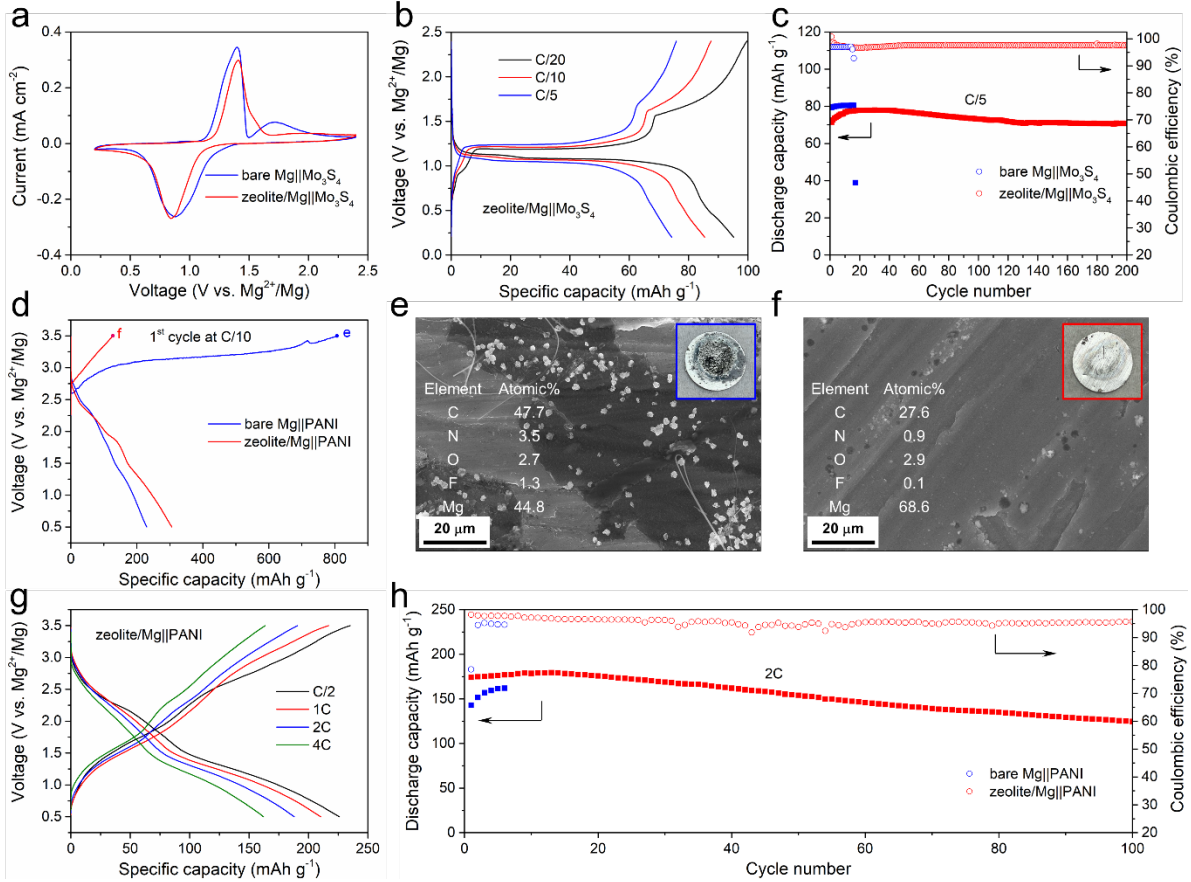 a
Current (mA cm⁻²)
0.4
0.2
0.0
-0.2
-0.4
bare Mg||Mo₃S₄
zeolite/Mg||Mo₃S₄
0.0 0.5 1.0 1.5 2.0 2.5
Voltage (V vs. Mg²⁺/Mg)
b
Voltage (V vs. Mg²⁺/Mg)
2.5
2.0
1.5
1.0
0.5
0.0
C/20
C/10
C/5
zeolite/Mg||Mo₃S₄
0 20 40 60 80 100
Specific capacity (mAh g⁻¹)
c
Discharge capacity (mAh g⁻¹)
120
110
100
90
80
70
60
50
40
30
20
10
0
C/5
bare Mg||Mo₃S₄
zeolite/Mg||Mo₃S₄
100
90
80
70
60
50
40
30
20
Coulombic efficiency (%)
0 20 40 60 80 100 120 140 160 180 200
Cycle number
d
Voltage (V vs. Mg²⁺/Mg)
3.5
3.0
2.5
2.0
1.5
1.0
0.5
f
1ˢᵗ cycle at C/10
e
bare Mg||PANI
zeolite/Mg||PANI
0 200 400 600 800
Specific capacity (mAh g⁻¹)
e
Element Atomic%
C 47.7
N 3.5
O 2.7
F 1.3
Mg 44.8
20 μm
f
Element Atomic%
C 27.6
N 0.9
O 2.9
F 0.1
Mg 68.6
20 μm
g
Voltage (V vs. Mg²⁺/Mg)
3.5
3.0
2.5
2.0
1.5
1.0
0.5
zeolite/Mg||PANI
C/2
1C
2C
4C
0 50 100 150 200 250
Specific capacity (mAh g⁻¹)
h
Discharge capacity (mAh g⁻¹)
250
225
200
175
150
125
100
75
50
25
0
2C
bare Mg||PANI
zeolite/Mg||PANI
100
90
80
70
60
50
40
30
20
Coulombic efficiency (%)
0 20 40 60 80 100
Cycle number